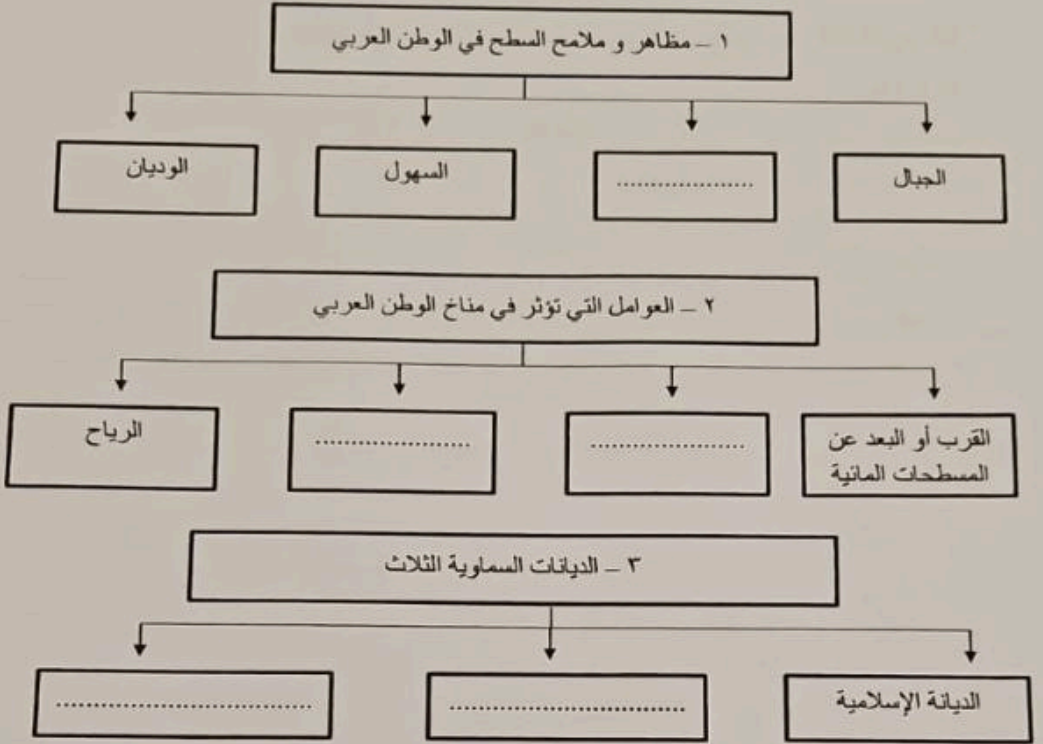 ١ – مظاهر و ملامح السطح في الوطن العربي
الجبال
....................
السهول
الوديان
٢ – العوامل التي تؤثر في مناخ الوطن العربي
القرب أو البعد عن
المسطحات المائية
......................
......................
الرياح
٣ – الديانات السماوية الثلاث
الديانة الإسلامية
..................................
.....................................